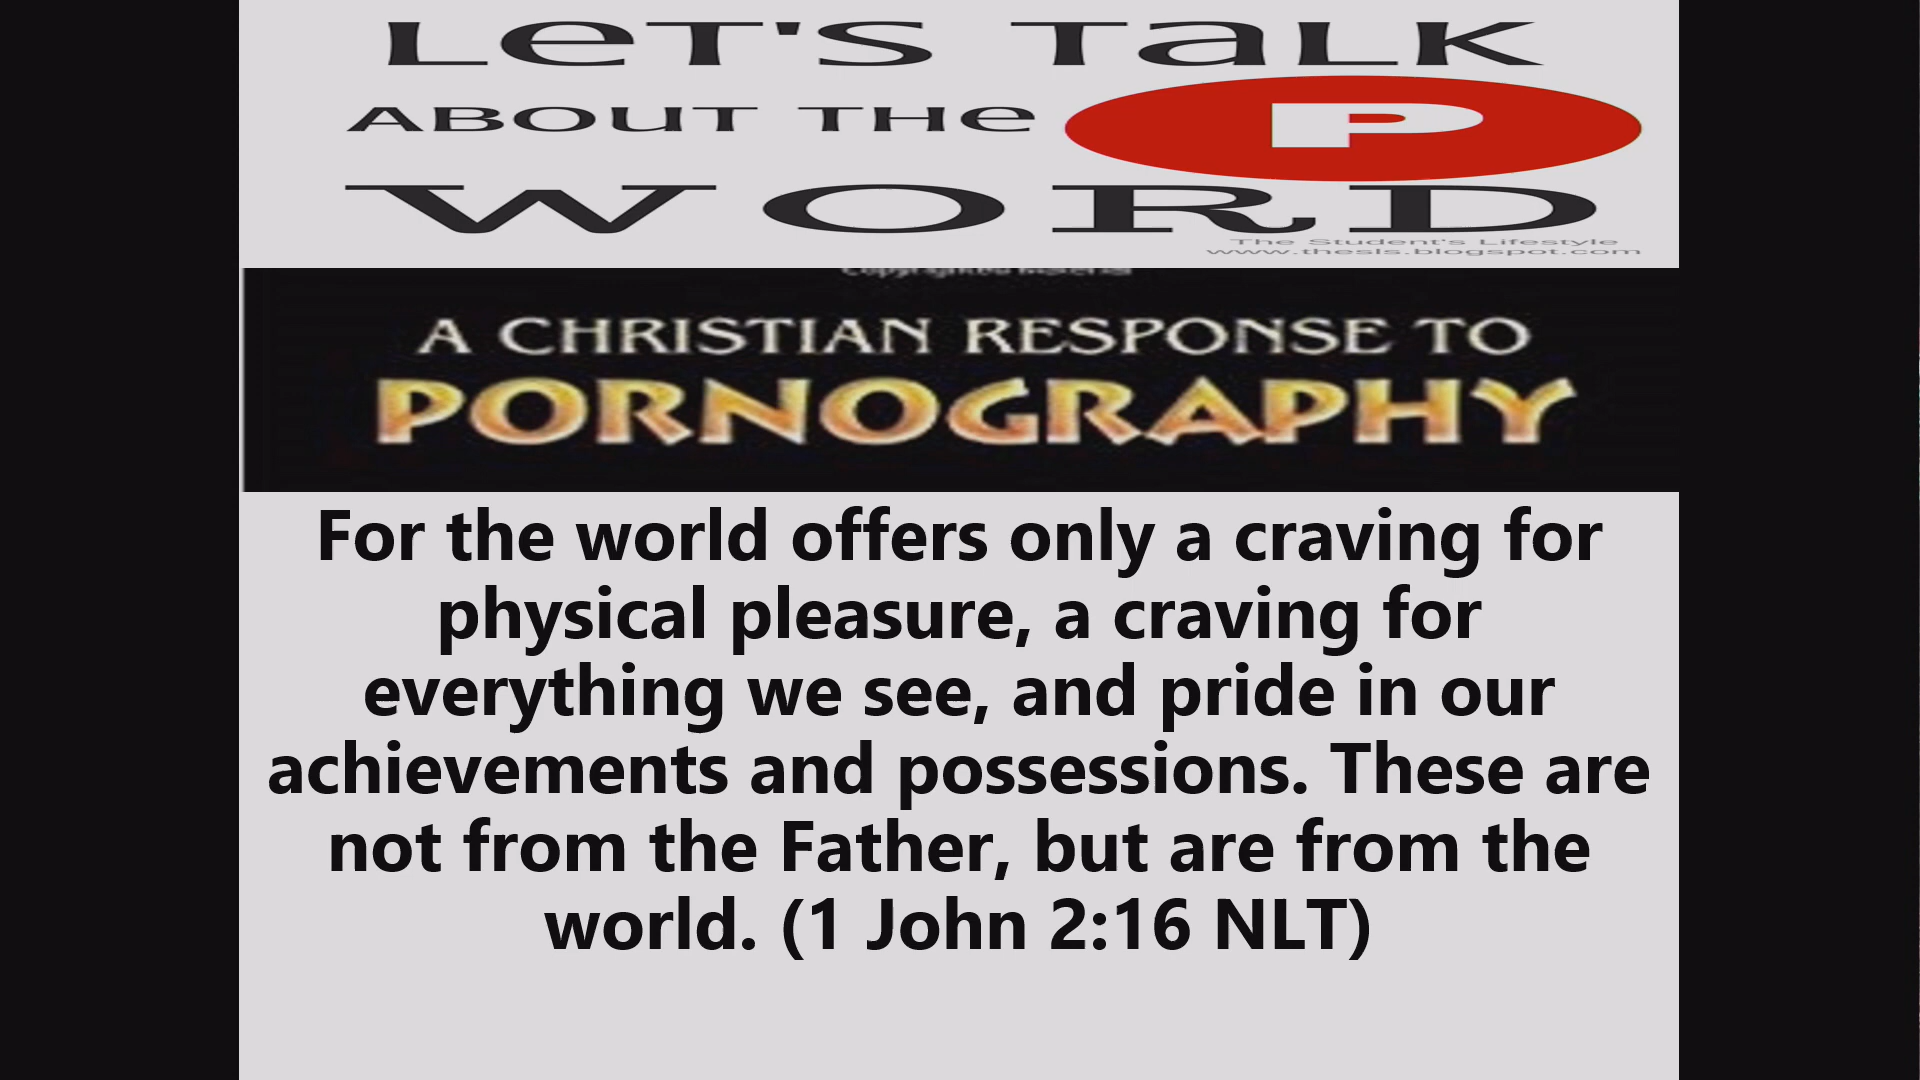 LeT's TaLK
ABOUT THe P
WORD
The Student's Lifestyle
www.thesls.blogspot.com
Copyrighted Material
A CHRISTIAN RESPONSE TO
PORNOGRAPHY
For the world offers only a craving for
physical pleasure, a craving for
everything we see, and pride in our
achievements and possessions. These are
not from the Father, but are from the
world. (1 John 2:16 NLT)